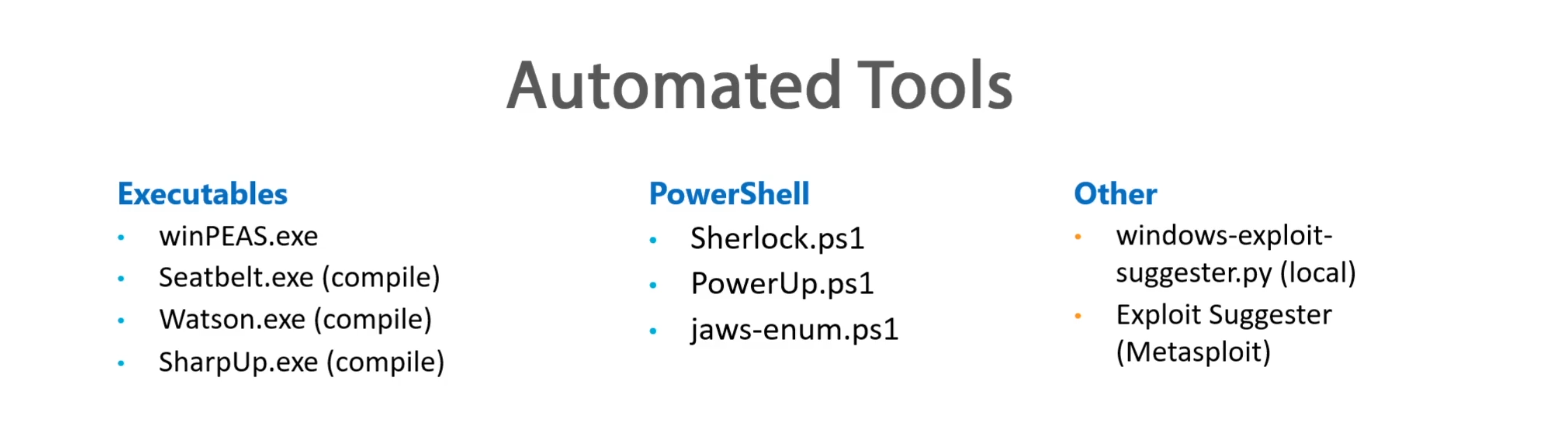 Automated Tools
Executables
• winPEAS.exe
• Seatbelt.exe (compile)
• Watson.exe (compile)
• SharpUp.exe (compile)
PowerShell
• Sherlock.ps1
• PowerUp.ps1
• jaws-enum.ps1
Other
• windows-exploit-
suggester.py (local)
• Exploit Suggester
(Metasploit)